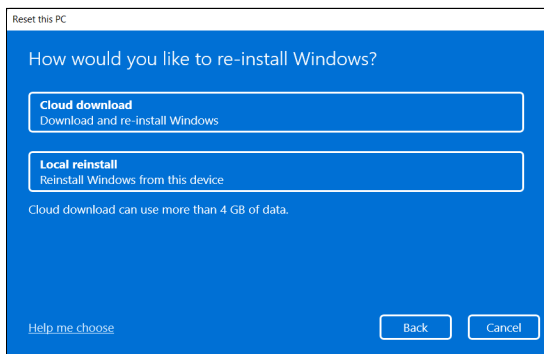 Reset this PC
How would you like to re-install Windows?
Cloud download
Download and re-install Windows
Local reinstall
Reinstall Windows from this device
Cloud download can use more than 4 GB of data.
Help me choose
Back
Cancel